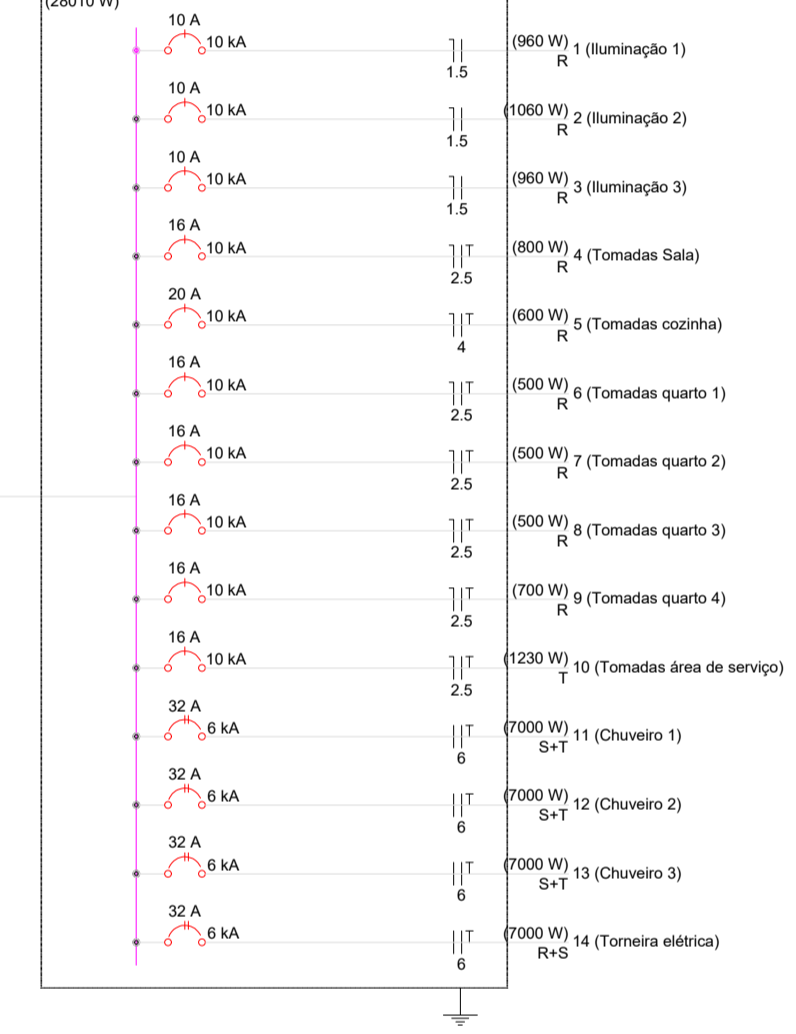 (28010 W)
10 A
10 kA
1.5
(960 W)
R
1 (Iluminação 1)
10 A
10 kA
1.5
(1060 W)
R
2 (Iluminação 2)
10 A
10 kA
1.5
(960 W)
R
3 (Iluminação 3)
16 A
10 kA
T
2.5
(800 W)
R
4 (Tomadas Sala)
20 A
10 kA
T
4
(600 W)
R
5 (Tomadas cozinha)
16 A
10 kA
T
2.5
(500 W)
R
6 (Tomadas quarto 1)
16 A
10 kA
T
2.5
(500 W)
R
7 (Tomadas quarto 2)
16 A
10 kA
T
2.5
(500 W)
R
8 (Tomadas quarto 3)
16 A
10 kA
T
2.5
(700 W)
R
9 (Tomadas quarto 4)
16 A
10 kA
T
2.5
(1230 W)
T
10 (Tomadas área de serviço)
32 A
6 kA
T
6
(7000 W)
S+T
11 (Chuveiro 1)
32 A
6 kA
T
6
(7000 W)
S+T
12 (Chuveiro 2)
32 A
6 kA
T
6
(7000 W)
S+T
13 (Chuveiro 3)
32 A
6 kA
T
6
(7000 W)
R+S
14 (Torneira elétrica)